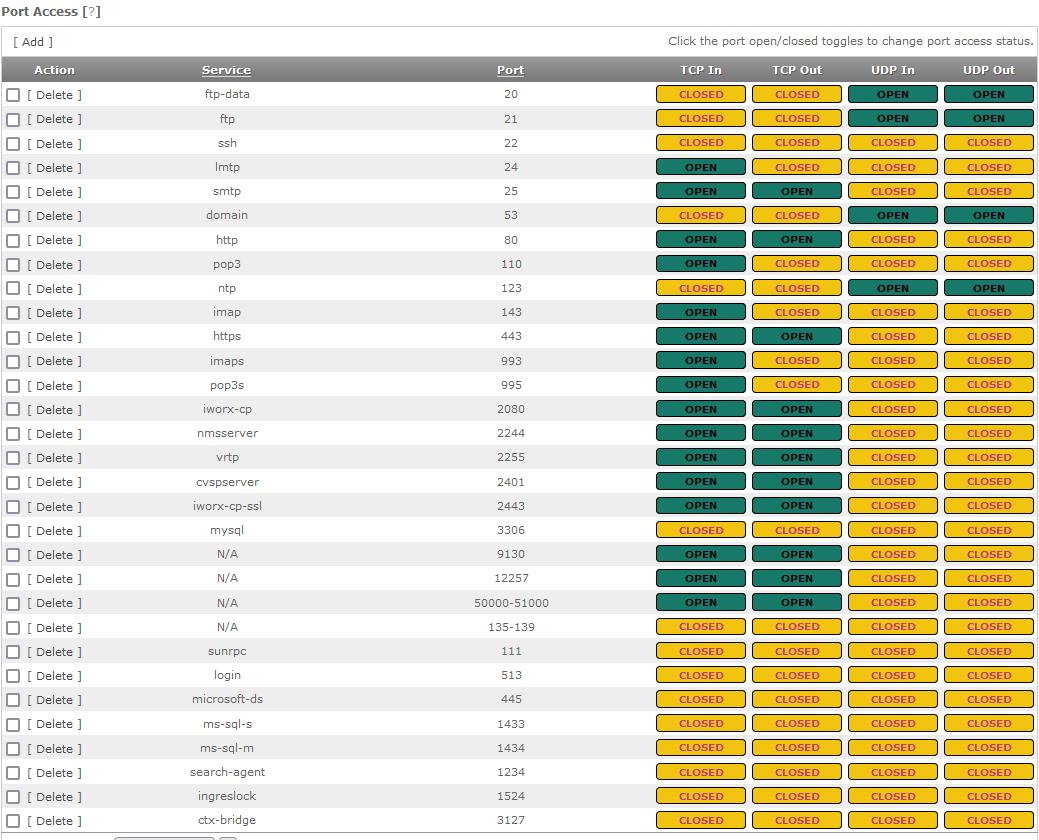 Port Access [?]
[ Add ] Click the port open/closed toggles to change port access status.
Action Service Port TCP In TCP Out UDP In UDP Out
[ Delete ] ftp-data 20 CLOSED CLOSED OPEN OPEN
[ Delete ] ftp 21 CLOSED CLOSED OPEN OPEN
[ Delete ] ssh 22 CLOSED CLOSED CLOSED CLOSED
[ Delete ] lmtp 24 OPEN CLOSED CLOSED CLOSED
[ Delete ] smtp 25 OPEN OPEN CLOSED CLOSED
[ Delete ] domain 53 CLOSED CLOSED OPEN OPEN
[ Delete ] http 80 OPEN OPEN CLOSED CLOSED
[ Delete ] pop3 110 OPEN CLOSED CLOSED CLOSED
[ Delete ] ntp 123 CLOSED CLOSED OPEN OPEN
[ Delete ] imap 143 OPEN CLOSED CLOSED CLOSED
[ Delete ] https 443 OPEN OPEN CLOSED CLOSED
[ Delete ] imaps 993 OPEN CLOSED CLOSED CLOSED
[ Delete ] pop3s 995 OPEN CLOSED CLOSED CLOSED
[ Delete ] iworx-cp 2080 OPEN OPEN CLOSED CLOSED
[ Delete ] nmsserver 2244 OPEN OPEN CLOSED CLOSED
[ Delete ] vrtp 2255 OPEN OPEN CLOSED CLOSED
[ Delete ] cvspserver 2401 OPEN OPEN CLOSED CLOSED
[ Delete ] iworx-cp-ssl 2443 OPEN OPEN CLOSED CLOSED
[ Delete ] mysql 3306 CLOSED CLOSED CLOSED CLOSED
[ Delete ] N/A 9130 OPEN OPEN CLOSED CLOSED
[ Delete ] N/A 12257 OPEN OPEN CLOSED CLOSED
[ Delete ] N/A 50000-51000 OPEN OPEN CLOSED CLOSED
[ Delete ] N/A 135-139 CLOSED CLOSED CLOSED CLOSED
[ Delete ] sunrpc 111 CLOSED CLOSED CLOSED CLOSED
[ Delete ] login 513 CLOSED CLOSED CLOSED CLOSED
[ Delete ] microsoft-ds 445 CLOSED CLOSED CLOSED CLOSED
[ Delete ] ms-sql-s 1433 CLOSED CLOSED CLOSED CLOSED
[ Delete ] ms-sql-m 1434 CLOSED CLOSED CLOSED CLOSED
[ Delete ] search-agent 1234 CLOSED CLOSED CLOSED CLOSED
[ Delete ] ingreslock 1524 CLOSED CLOSED CLOSED CLOSED
[ Delete ] ctx-bridge 3127 CLOSED CLOSED CLOSED CLOSED